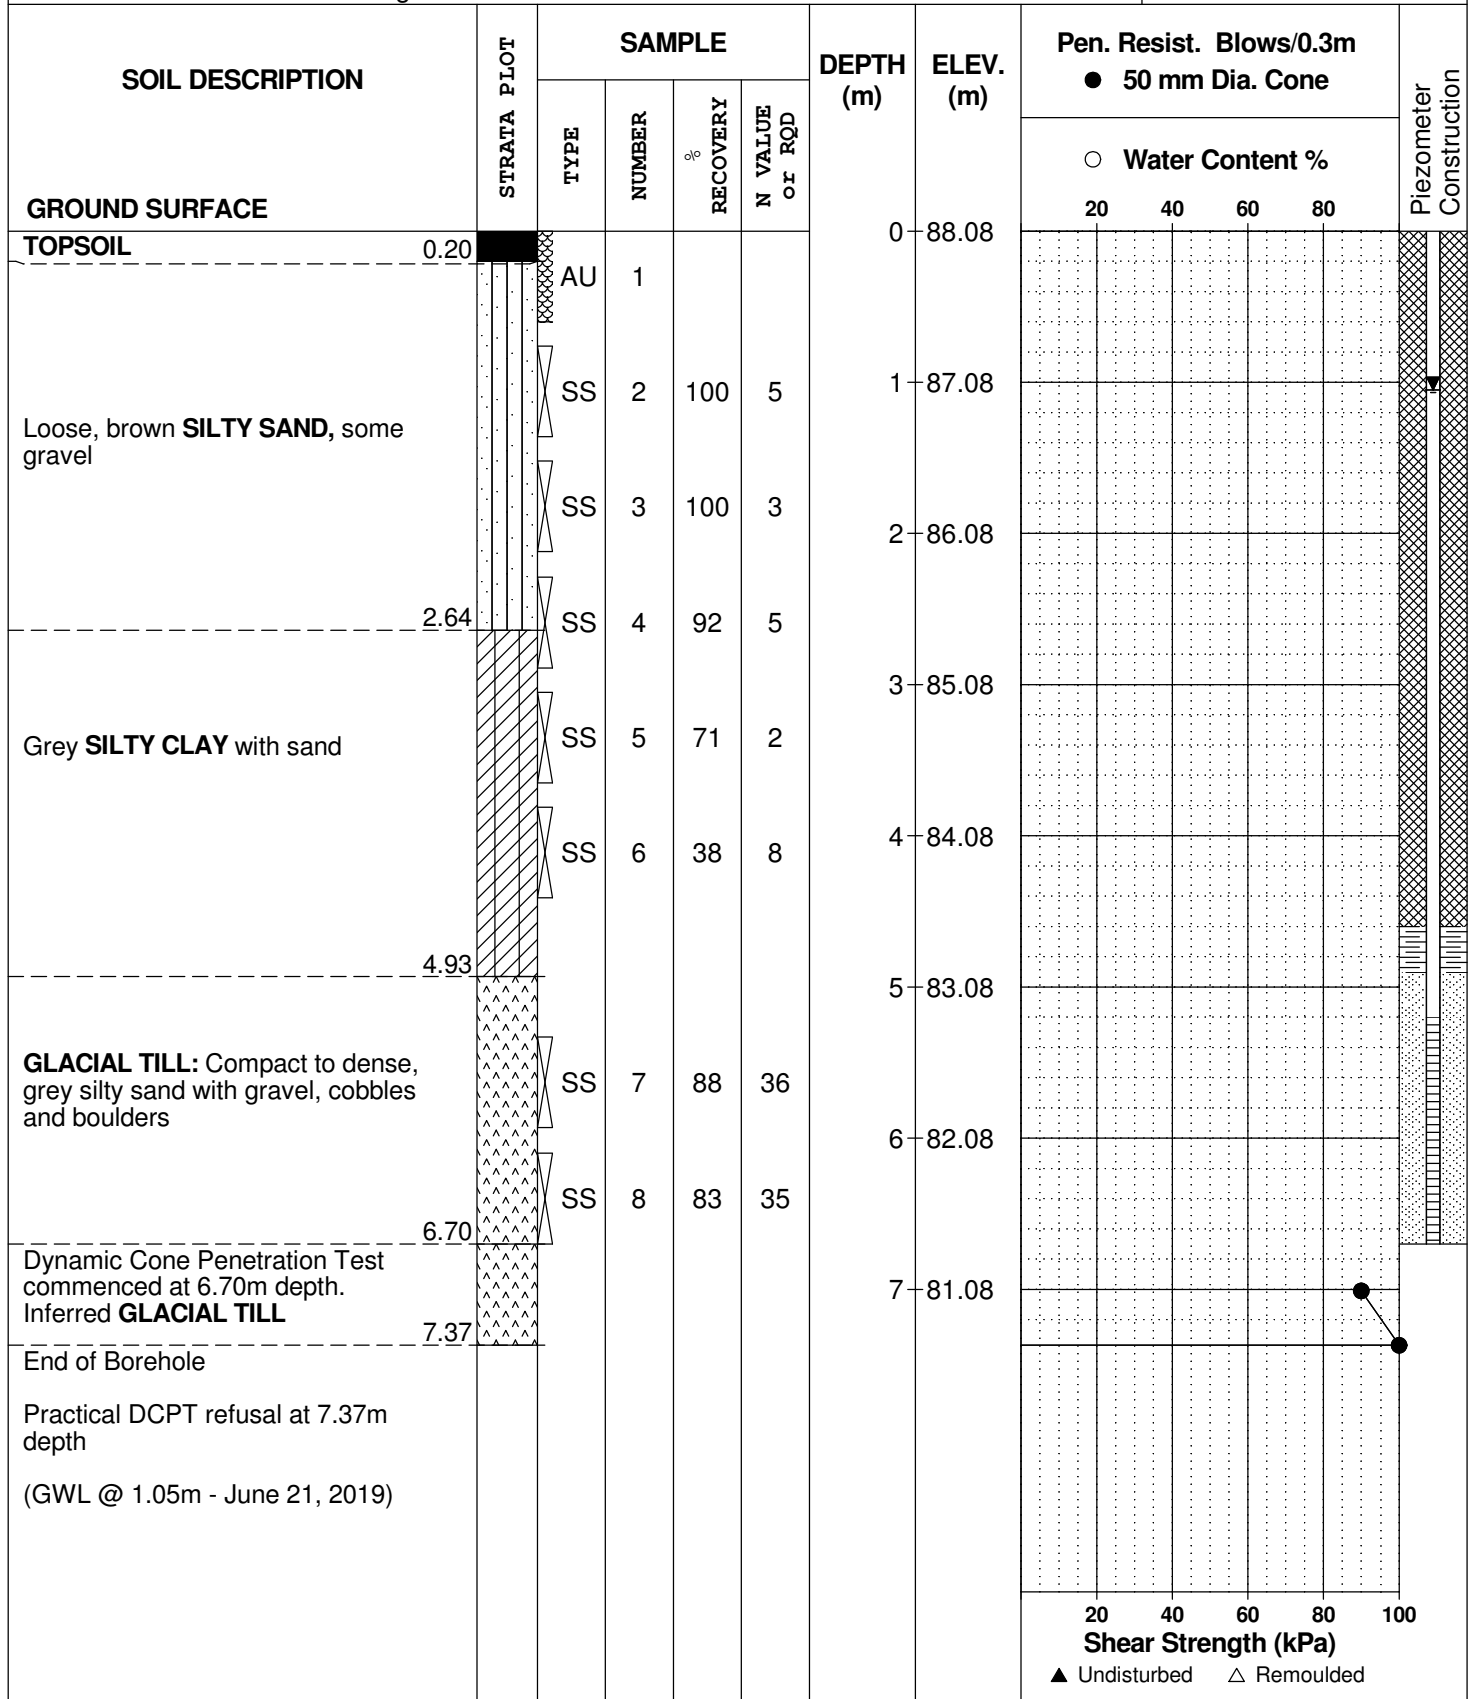 SOIL DESCRIPTION
GROUND SURFACE
STRATA PLOT
SAMPLE
TYPE
NUMBER
%
RECOVERY
N VALUE
or RQD
DEPTH
(m)
ELEV.
(m)
Pen. Resist. Blows/0.3m
● 50 mm Dia. Cone
○ Water Content %
20 40 60 80
Piezometer
Construction
0 88.08
TOPSOIL 0.20
AU 1
1 87.08
SS 2 100 5
Loose, brown SILTY SAND, some
gravel
SS 3 100 3
2 86.08
2.64
SS 4 92 5
3 85.08
Grey SILTY CLAY with sand
SS 5 71 2
4 84.08
SS 6 38 8
4.93
5 83.08
GLACIAL TILL: Compact to dense,
grey silty sand with gravel, cobbles
and boulders
SS 7 88 36
6 82.08
SS 8 83 35
6.70
Dynamic Cone Penetration Test
commenced at 6.70m depth.
Inferred GLACIAL TILL
7 81.08
7.37
End of Borehole
Practical DCPT refusal at 7.37m
depth
(GWL @ 1.05m - June 21, 2019)
20 40 60 80 100
Shear Strength (kPa)
▲ Undisturbed △ Remoulded